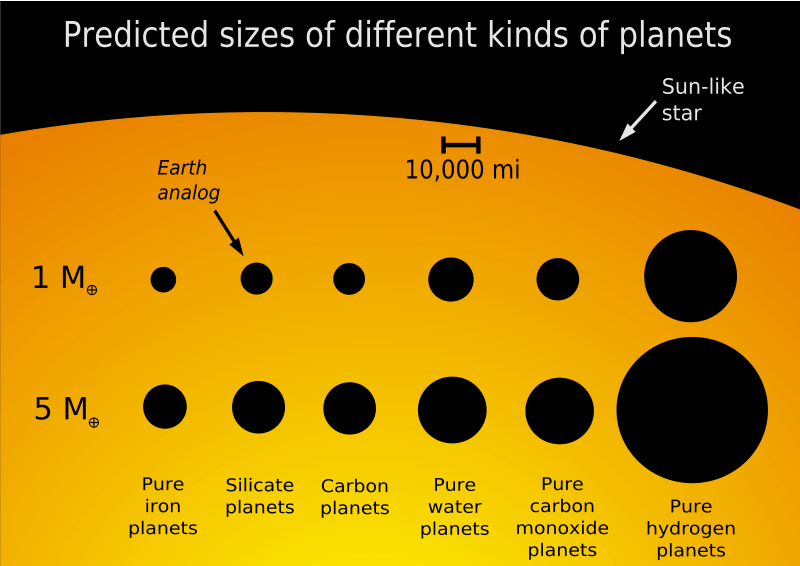 Predicted sizes of different kinds of planets
Sun-like
star
10,000 mi
Earth
analog
1 M⊕
5 M⊕
Pure
iron
planets
Silicate
planets
Carbon
planets
Pure
water
planets
Pure
carbon
monoxide
planets
Pure
hydrogen
planets